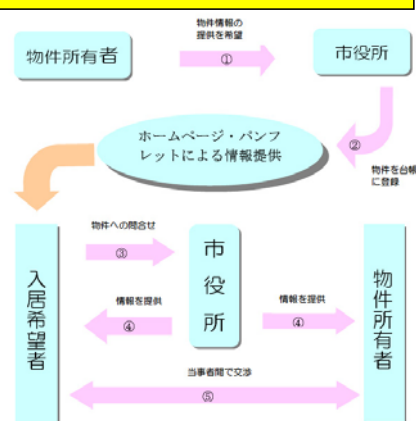 物件情報の
提供を希望
物件所有者
①
市役所
ホームページ・パンフ
レットによる情報提供
②
物件を台帳
に登録
物件への問合せ
③
入居希望者
市役所
物件所有者
情報を提供
④
情報を提供
④
当事者間で交渉
⑤